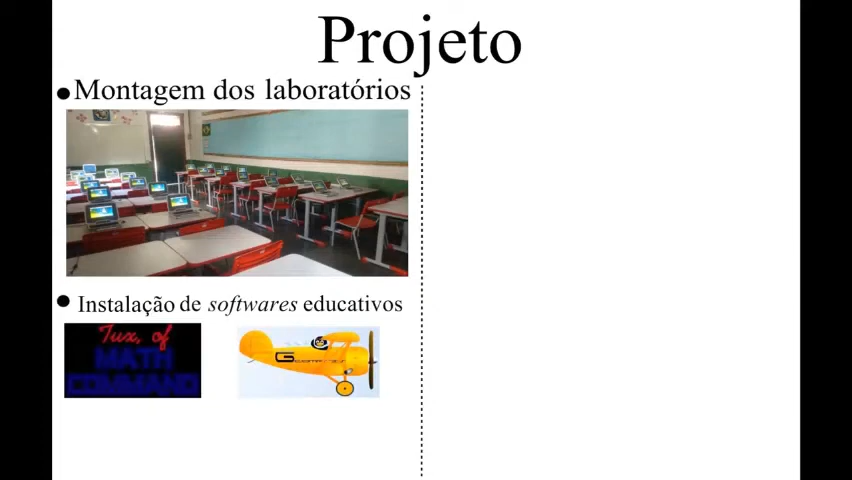 Projeto
Montagem dos laboratórios
Instalação de softwares educativos
Tux, of
MATH
COMMAND